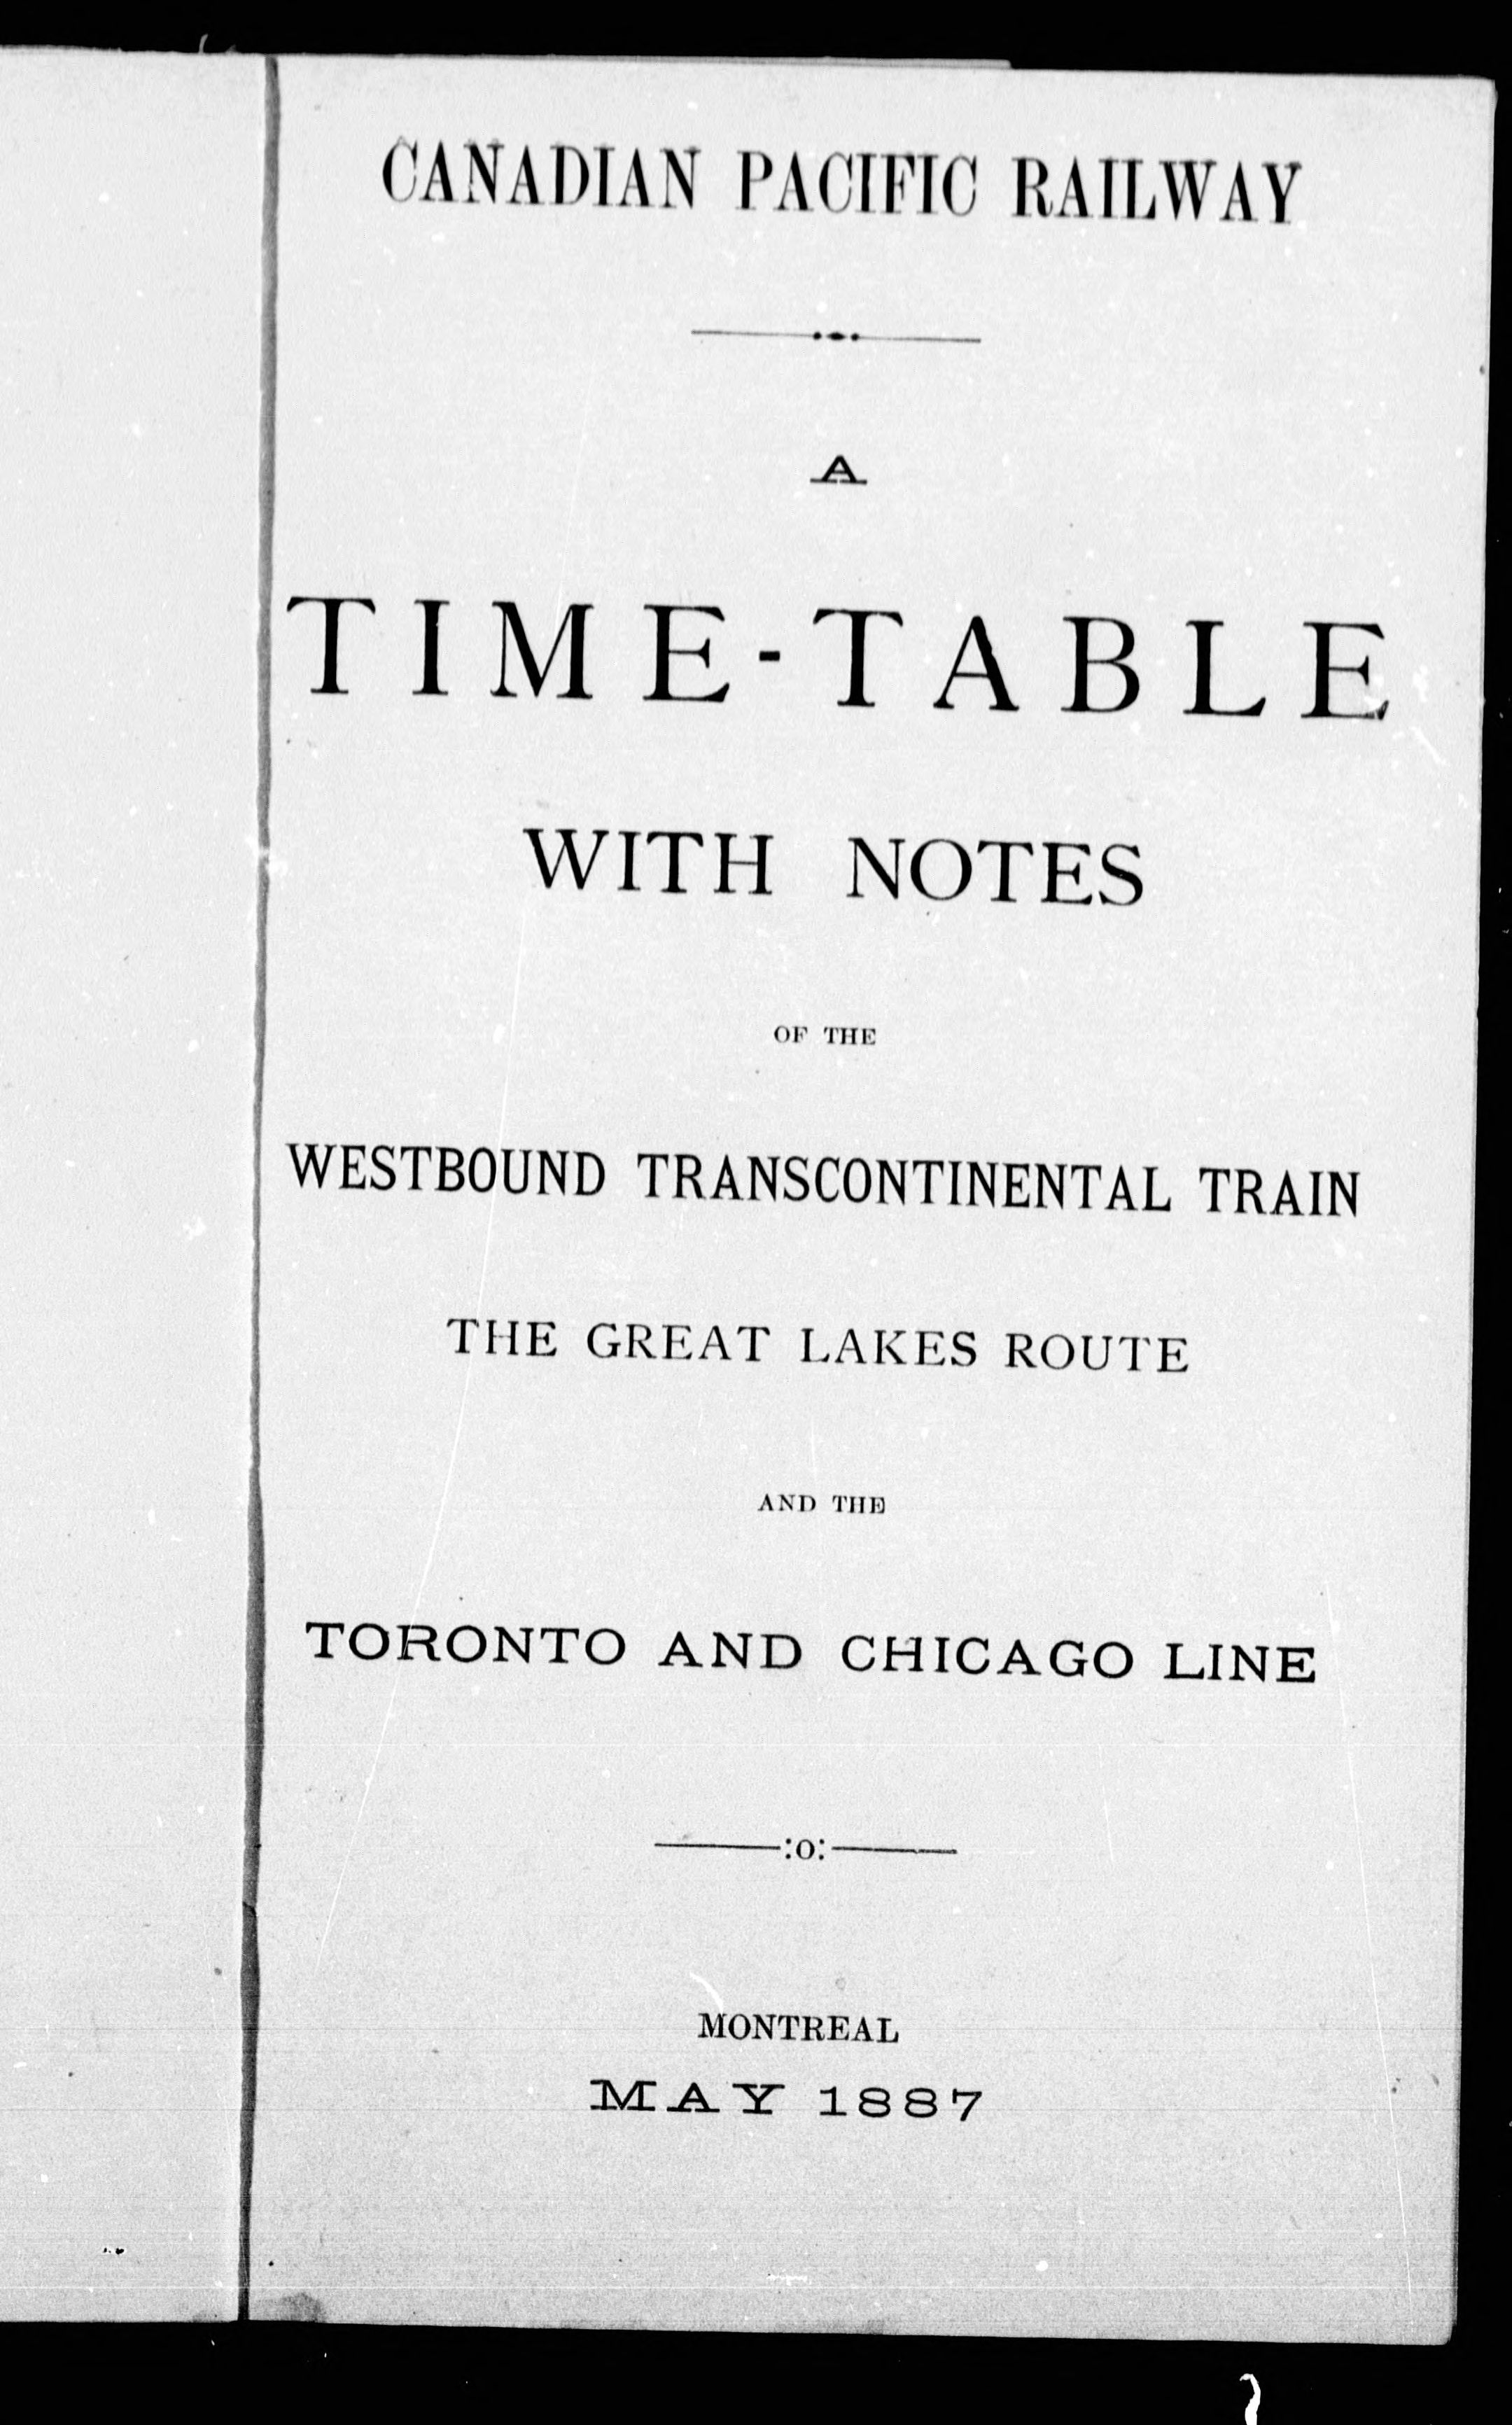 CANADIAN PACIFIC RAILWAY
A
TIME-TABLE
WITH NOTES
OF THE
WESTBOUND TRANSCONTINENTAL TRAIN
THE GREAT LAKES ROUTE
AND THE
TORONTO AND CHICAGO LINE
:o:
MONTREAL
MAY 1887